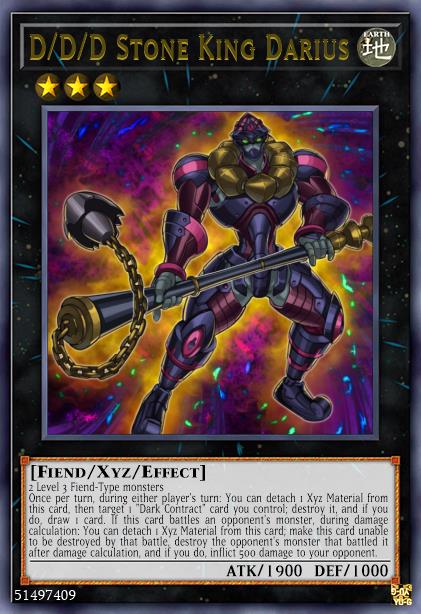 D/D/D Stone King Darius
EARTH
地
[Fiend/Xyz/Effect]
2 Level 3 Fiend-Type monsters
Once per turn, during either player's turn: You can detach 1 Xyz Material from
this card, then target 1 "Dark Contract" card you control; destroy it, and if you
do, draw 1 card. If this card battles an opponent's monster, during damage
calculation: You can detach 1 Xyz Material from this card; make this card unable
to be destroyed by that battle, destroy the opponent's monster that battled it
after damage calculation, and if you do, inflict 500 damage to your opponent.
ATK/1900 DEF/1000
51497409